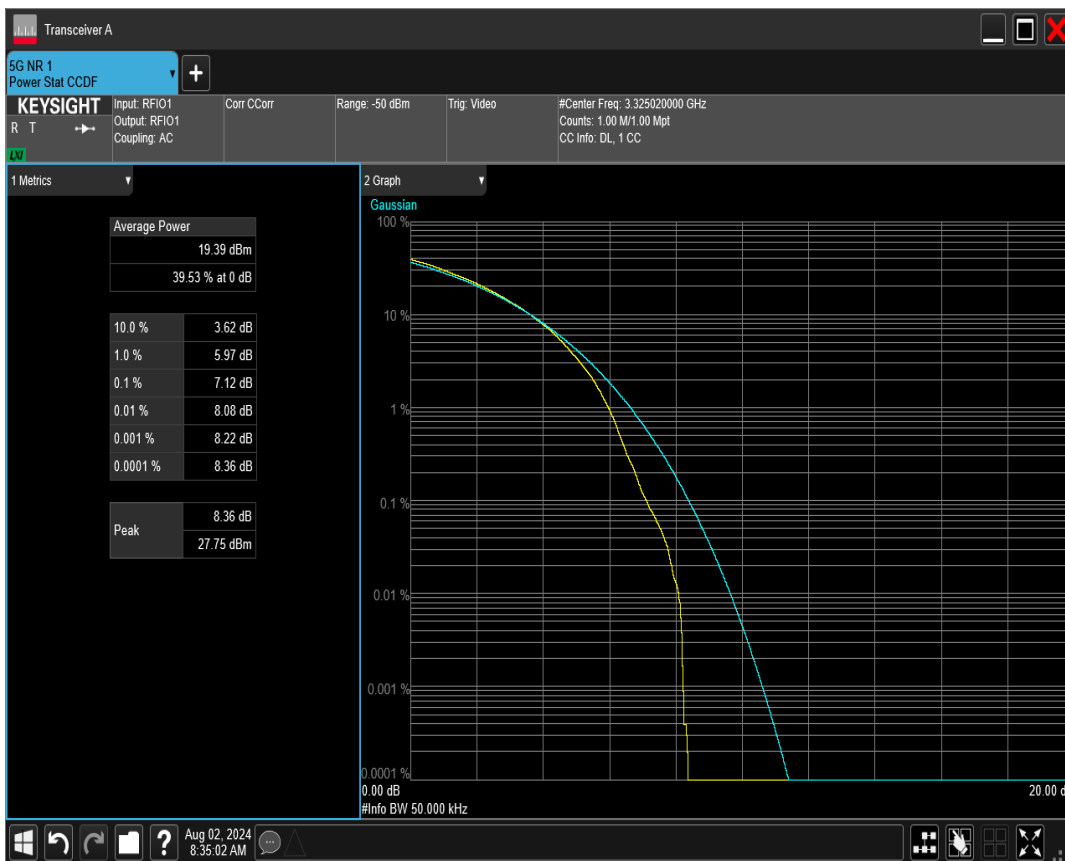 Transceiver A
5G NR 1
Power Stat CCDF
KEYSIGHT
R T
LXI
Input: RFIO1
Output: RFIO1
Coupling: AC
Corr CCorr
Range: -50 dBm
Trig: Video
#Center Freq: 3.325020000 GHz
Counts: 1.00 M/1.00 Mpt
CC Info: DL, 1 CC
1 Metrics
Average Power
19.39 dBm
39.53 % at 0 dB
10.0 % 3.62 dB
1.0 % 5.97 dB
0.1 % 7.12 dB
0.01 % 8.08 dB
0.001 % 8.22 dB
0.0001 % 8.36 dB
Peak
8.36 dB
27.75 dBm
2 Graph
Gaussian
100 %
10 %
1 %
0.1 %
0.01 %
0.001 %
0.0001 %
0.00 dB 20.00 d
#Info BW 50.000 kHz
?
Aug 02, 2024
8:35:02 AM